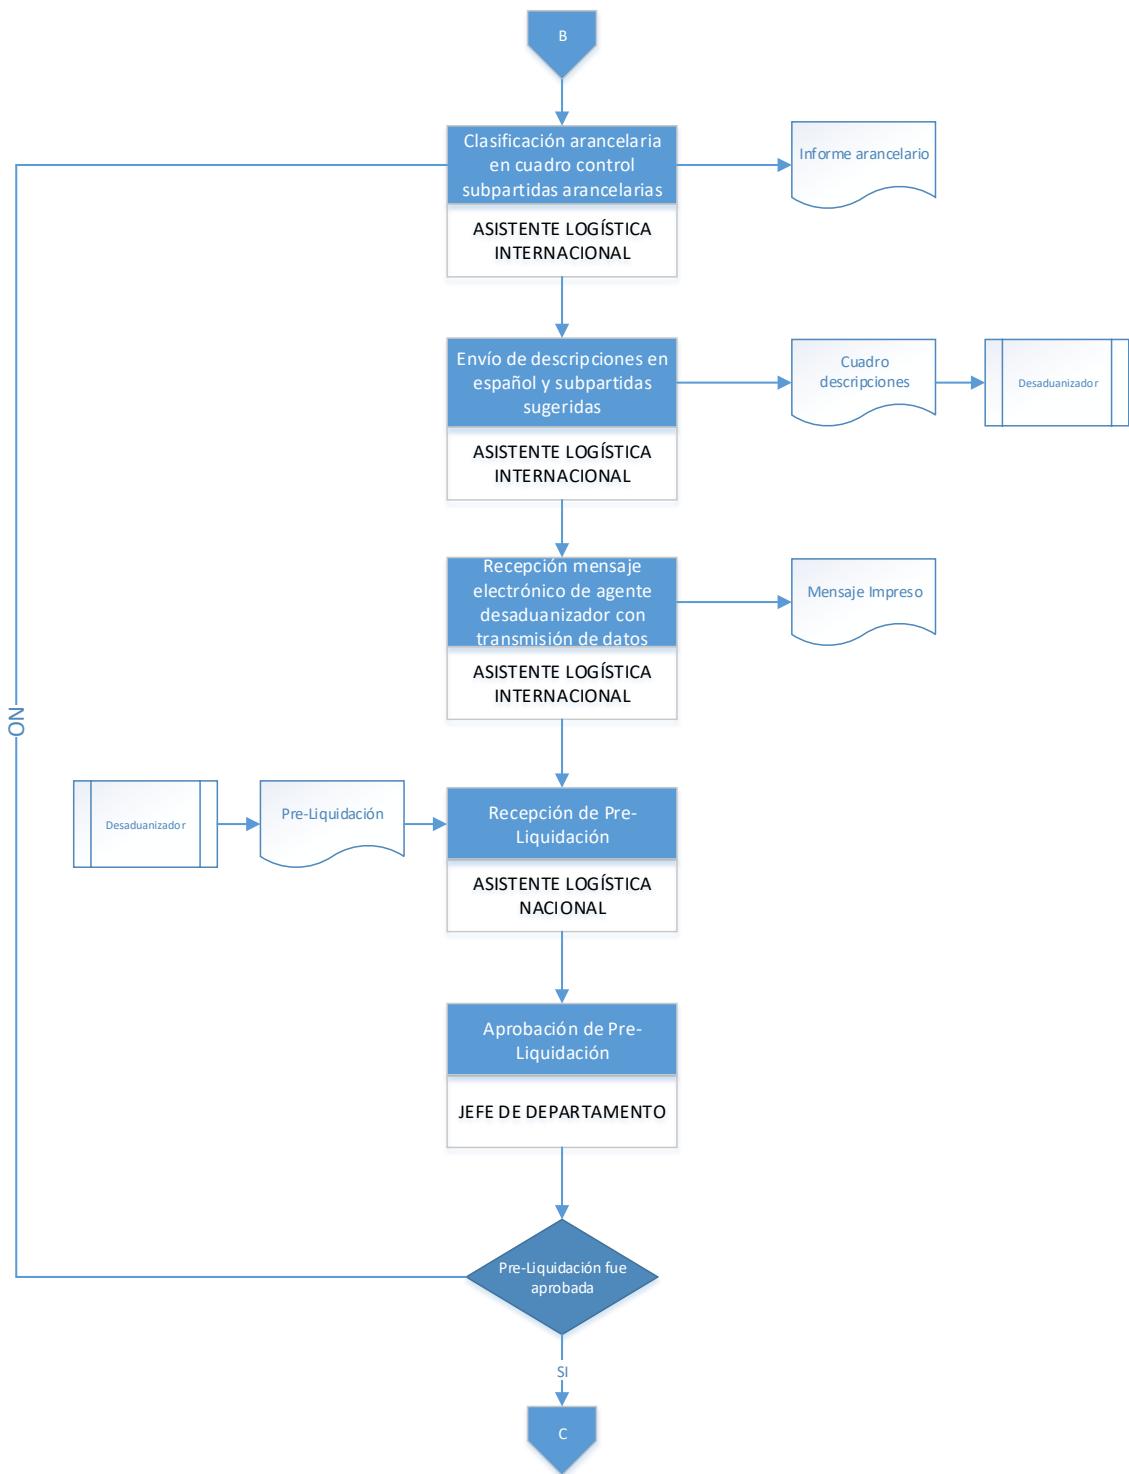 B
Clasificación arancelaria
en cuadro control
subpartidas arancelarias
ASISTENTE LOGÍSTICA
INTERNACIONAL
Informe arancelario
Envío de descripciones en
español y subpartidas
sugeridas
ASISTENTE LOGÍSTICA
INTERNACIONAL
Cuadro
descripciones
Desaduanizador
Recepción mensaje
electrónico de agente
desaduanizador con
transmisión de datos
ASISTENTE LOGÍSTICA
INTERNACIONAL
Mensaje Impreso
NO
Desaduanizador
Pre-Liquidación
Recepción de Pre-
Liquidación
ASISTENTE LOGÍSTICA
NACIONAL
Aprobación de Pre-
Liquidación
JEFE DE DEPARTAMENTO
Pre-Liquidación fue
aprobada
SI
C